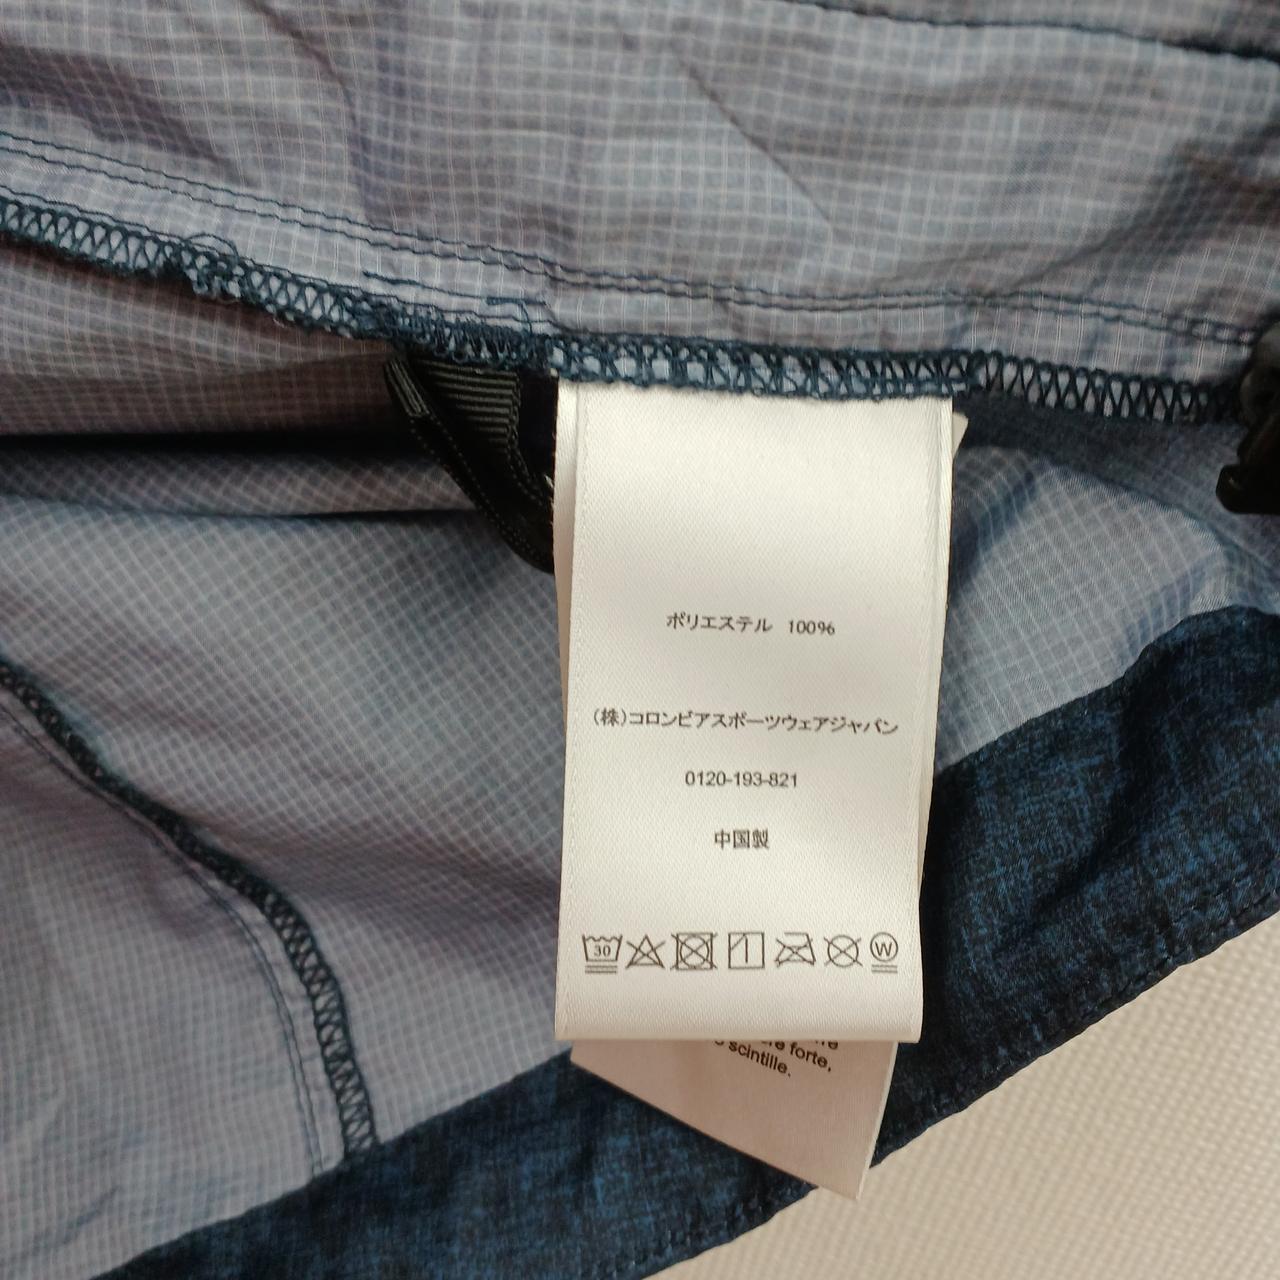 ポリエステル 100%
(株)コロンビアスポーツウェアジャパン
0120-193-821
中国製
30 W
forte,
scintille.